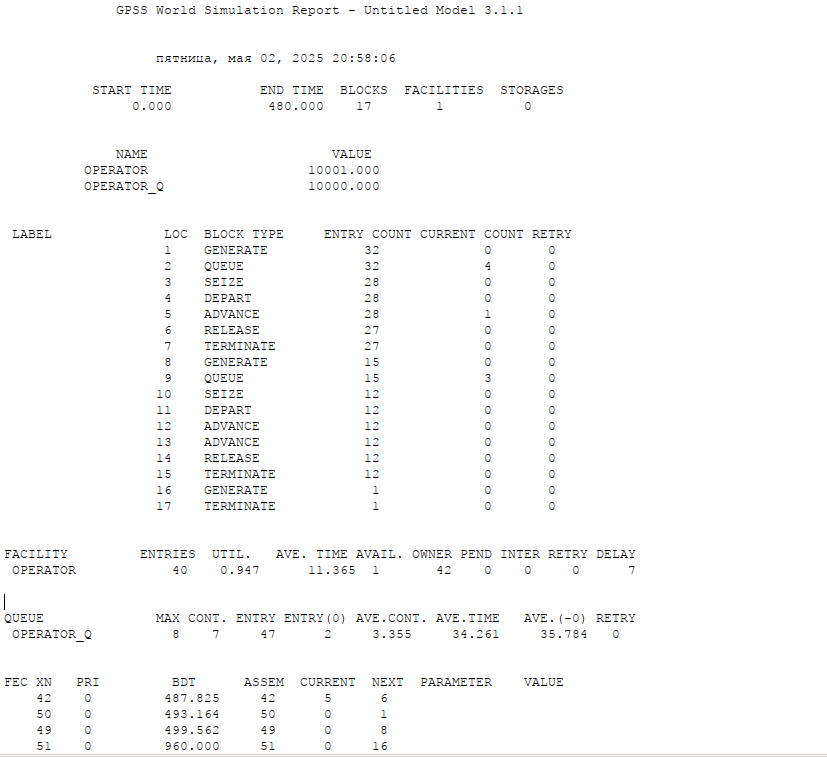 GPSS World Simulation Report - Untitled Model 3.1.1
пятница, мая 02, 2025 20:58:06
START TIME END TIME BLOCKS FACILITIES STORAGES
0.000 480.000 17 1 0
NAME VALUE
OPERATOR 10001.000
OPERATOR_Q 10000.000
LABEL LOC BLOCK TYPE ENTRY COUNT CURRENT COUNT RETRY
1 GENERATE 32 0 0
2 QUEUE 32 4 0
3 SEIZE 28 0 0
4 DEPART 28 0 0
5 ADVANCE 28 1 0
6 RELEASE 27 0 0
7 TERMINATE 27 0 0
8 GENERATE 15 0 0
9 QUEUE 15 3 0
10 SEIZE 12 0 0
11 DEPART 12 0 0
12 ADVANCE 12 0 0
13 ADVANCE 12 0 0
14 RELEASE 12 0 0
15 TERMINATE 12 0 0
16 GENERATE 1 0 0
17 TERMINATE 1 0 0
FACILITY ENTRIES UTIL. AVE. TIME AVAIL. OWNER PEND INTER RETRY DELAY
OPERATOR 40 0.947 11.365 1 42 0 0 0 7
QUEUE MAX CONT. ENTRY ENTRY(0) AVE.CONT. AVE.TIME AVE.(-0) RETRY
OPERATOR_Q 8 7 47 2 3.355 34.261 35.784 0
FEC XN PRI BDT ASSEM CURRENT NEXT PARAMETER VALUE
42 0 487.825 42 5 6
50 0 493.164 50 0 1
49 0 499.562 49 0 8
51 0 960.000 51 0 16